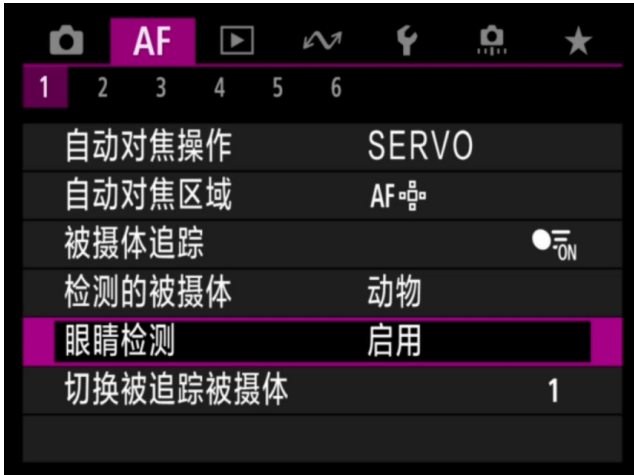 AF
1 2 3 4 5 6
自动对焦操作 SERVO
自动对焦区域 AF
被摄体追踪 ON
检测的被摄体 动物
眼睛检测 启用
切换被追踪被摄体 1